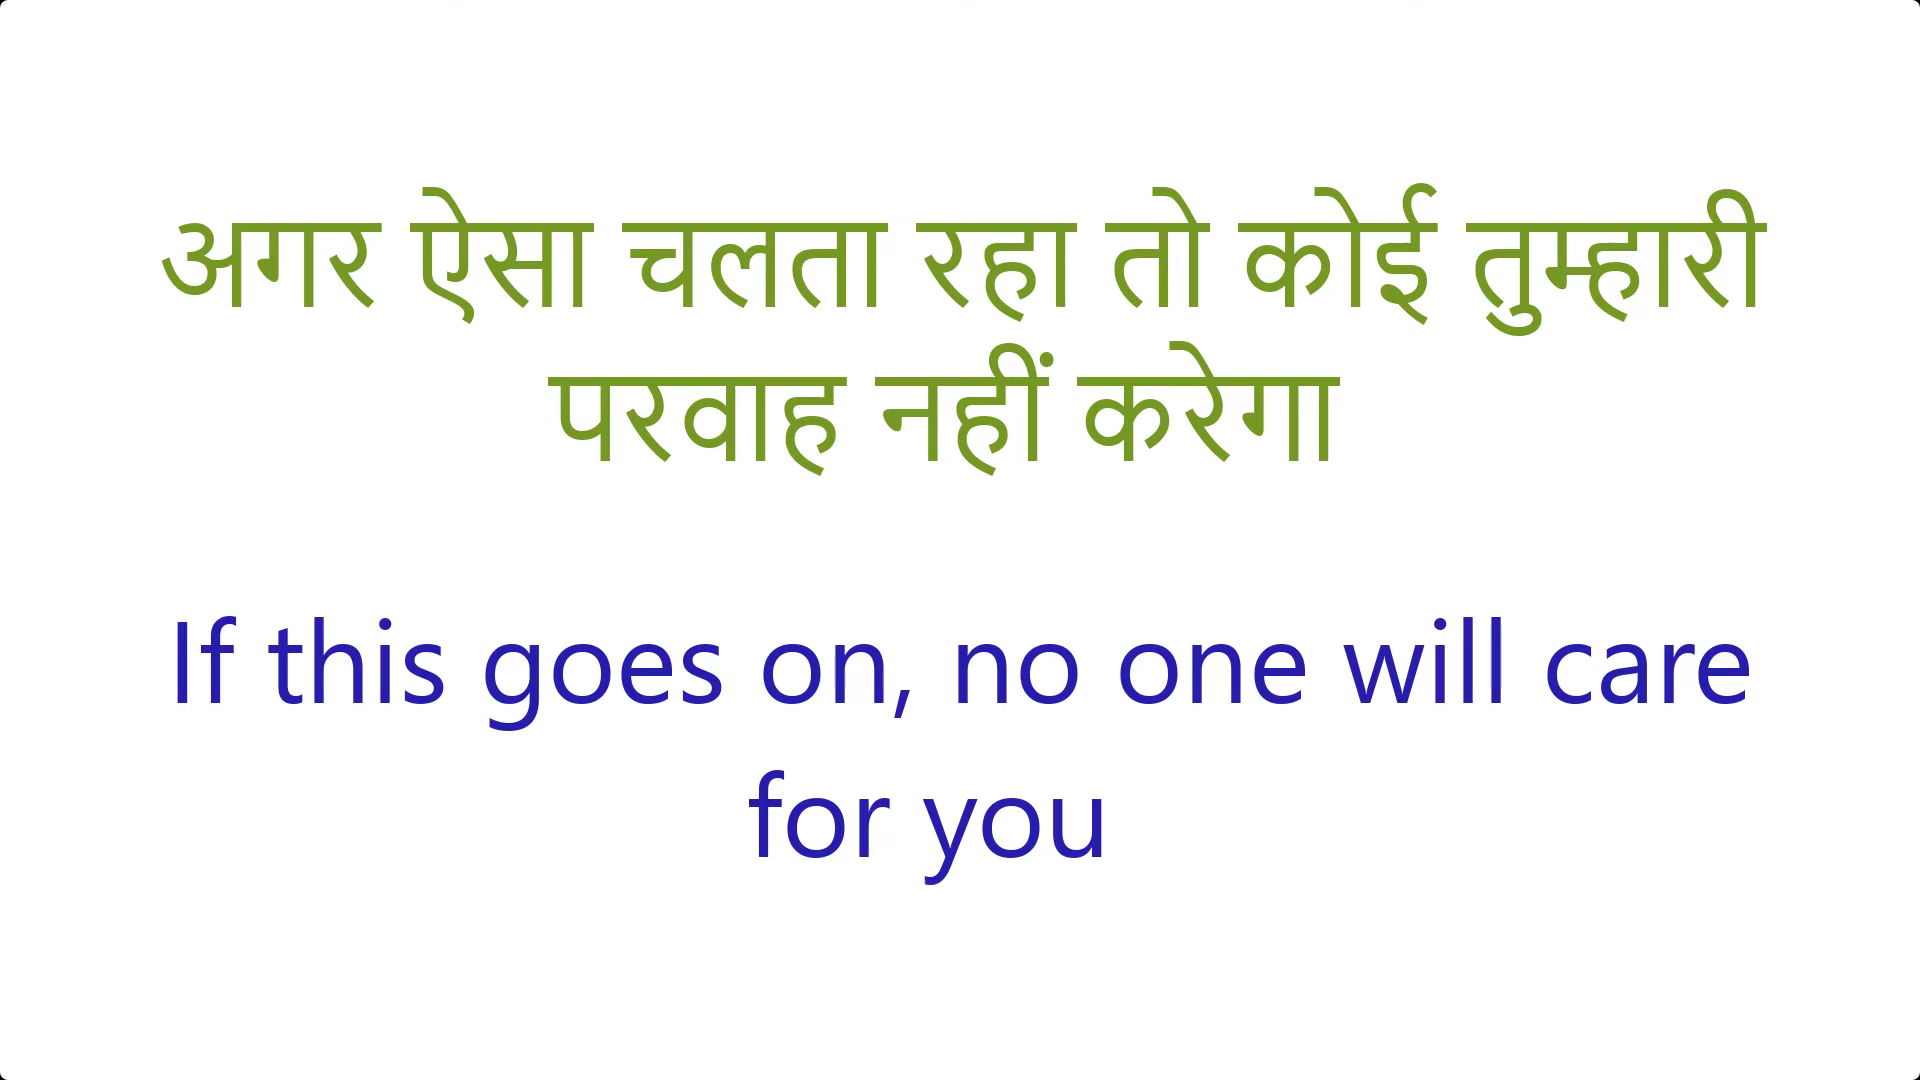 अगर ऐसा चलता रहा तो कोई तुम्हारी
परवाह नहीं करेगा
If this goes on, no one will care
for you